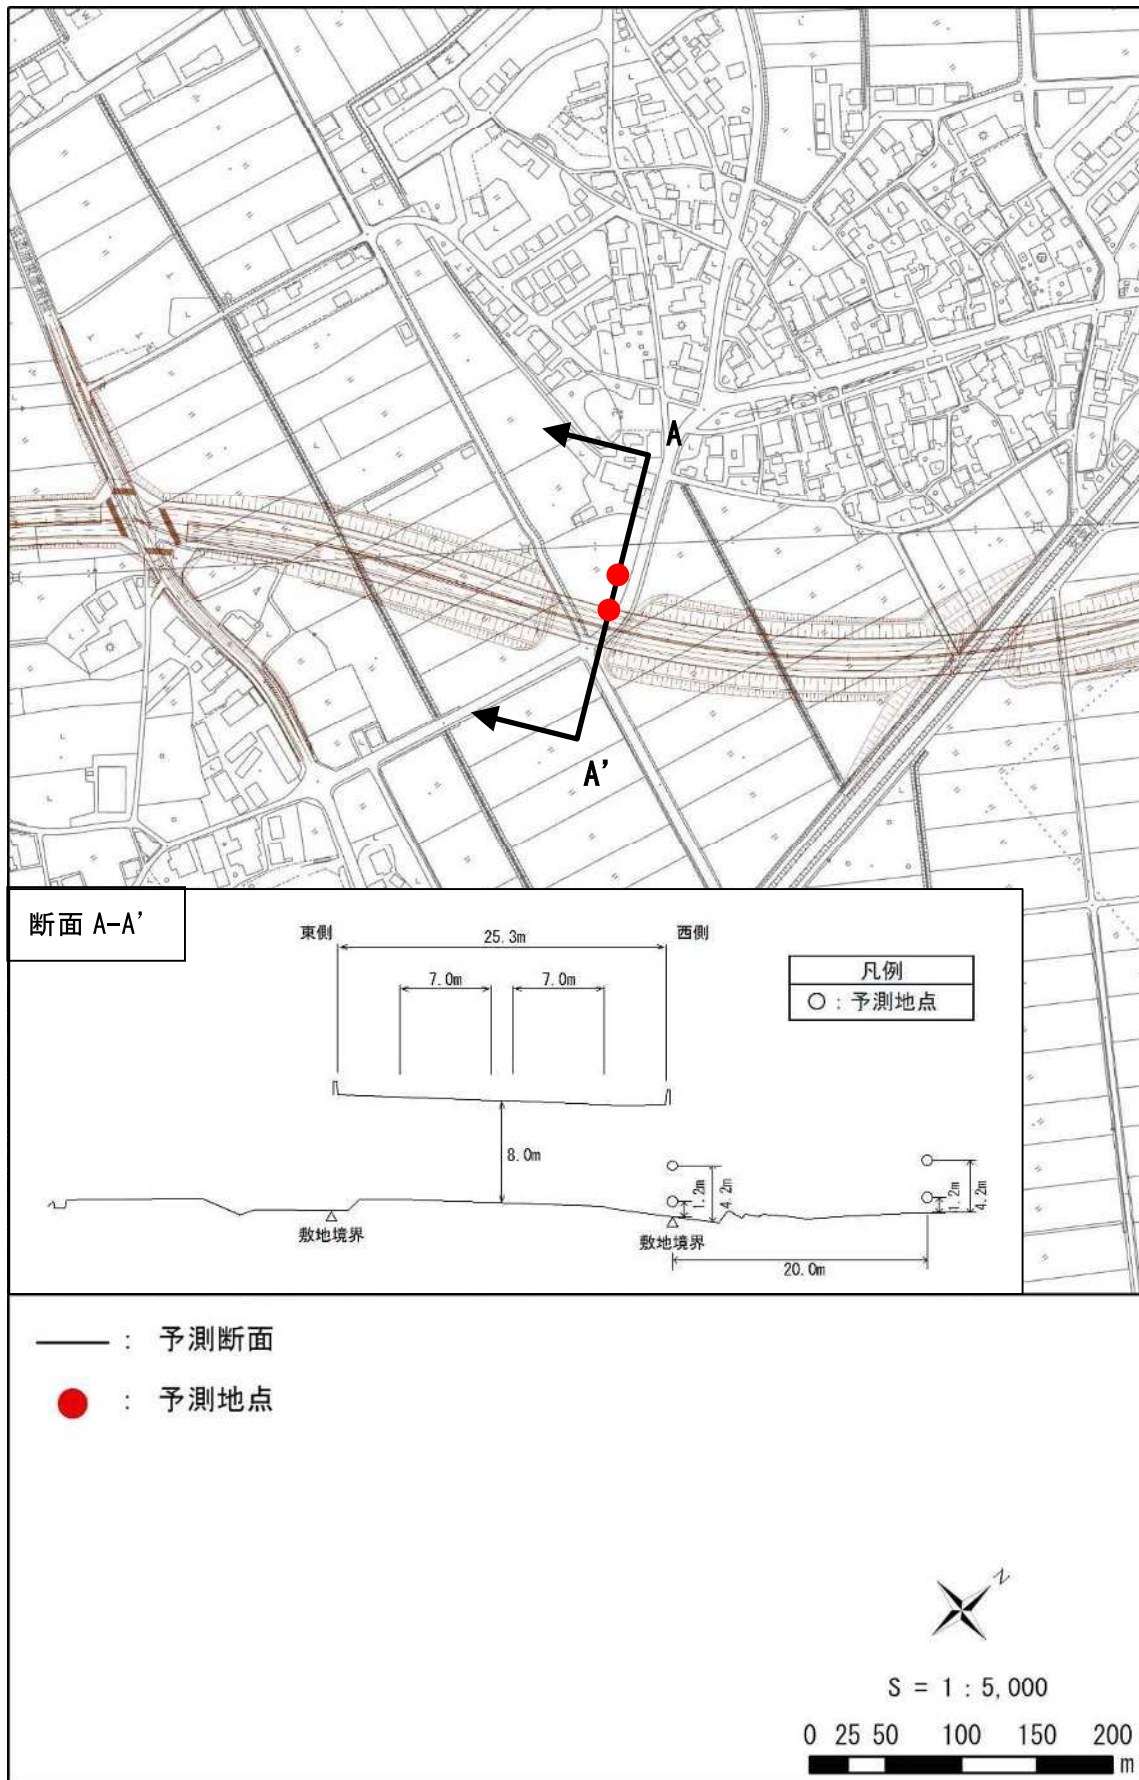 A
A’
断面 A-A’
東側
25.3m
西側
7.0m
7.0m
凡例
○ : 予測地点
8.0m
1.2m
4.2m
1.2m
4.2m
敷地境界
敷地境界
20.0m
: 予測断面
: 予測地点
N
S = 1 : 5,000
0 25 50 100 150 200
m